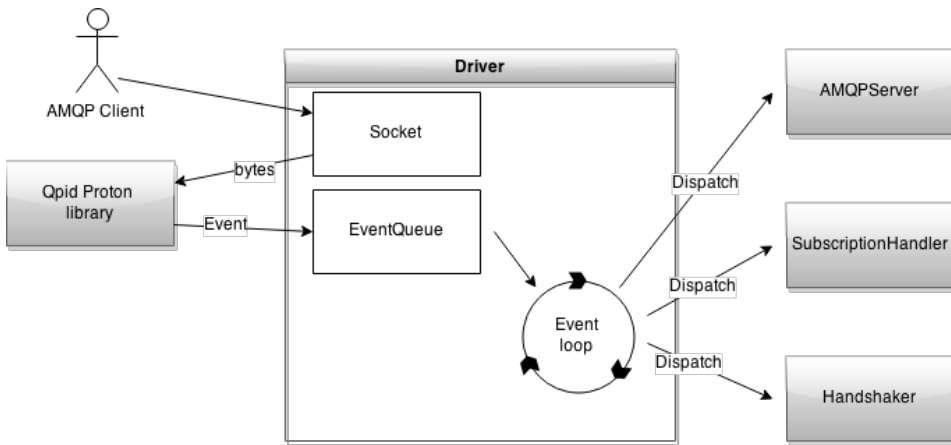 Driver
AMQP Client
Socket
AMQPServer
bytes
Qpid Proton
library
Event
EventQueue
Dispatch
SubscriptionHandler
Dispatch
Event
loop
Dispatch
Handshaker